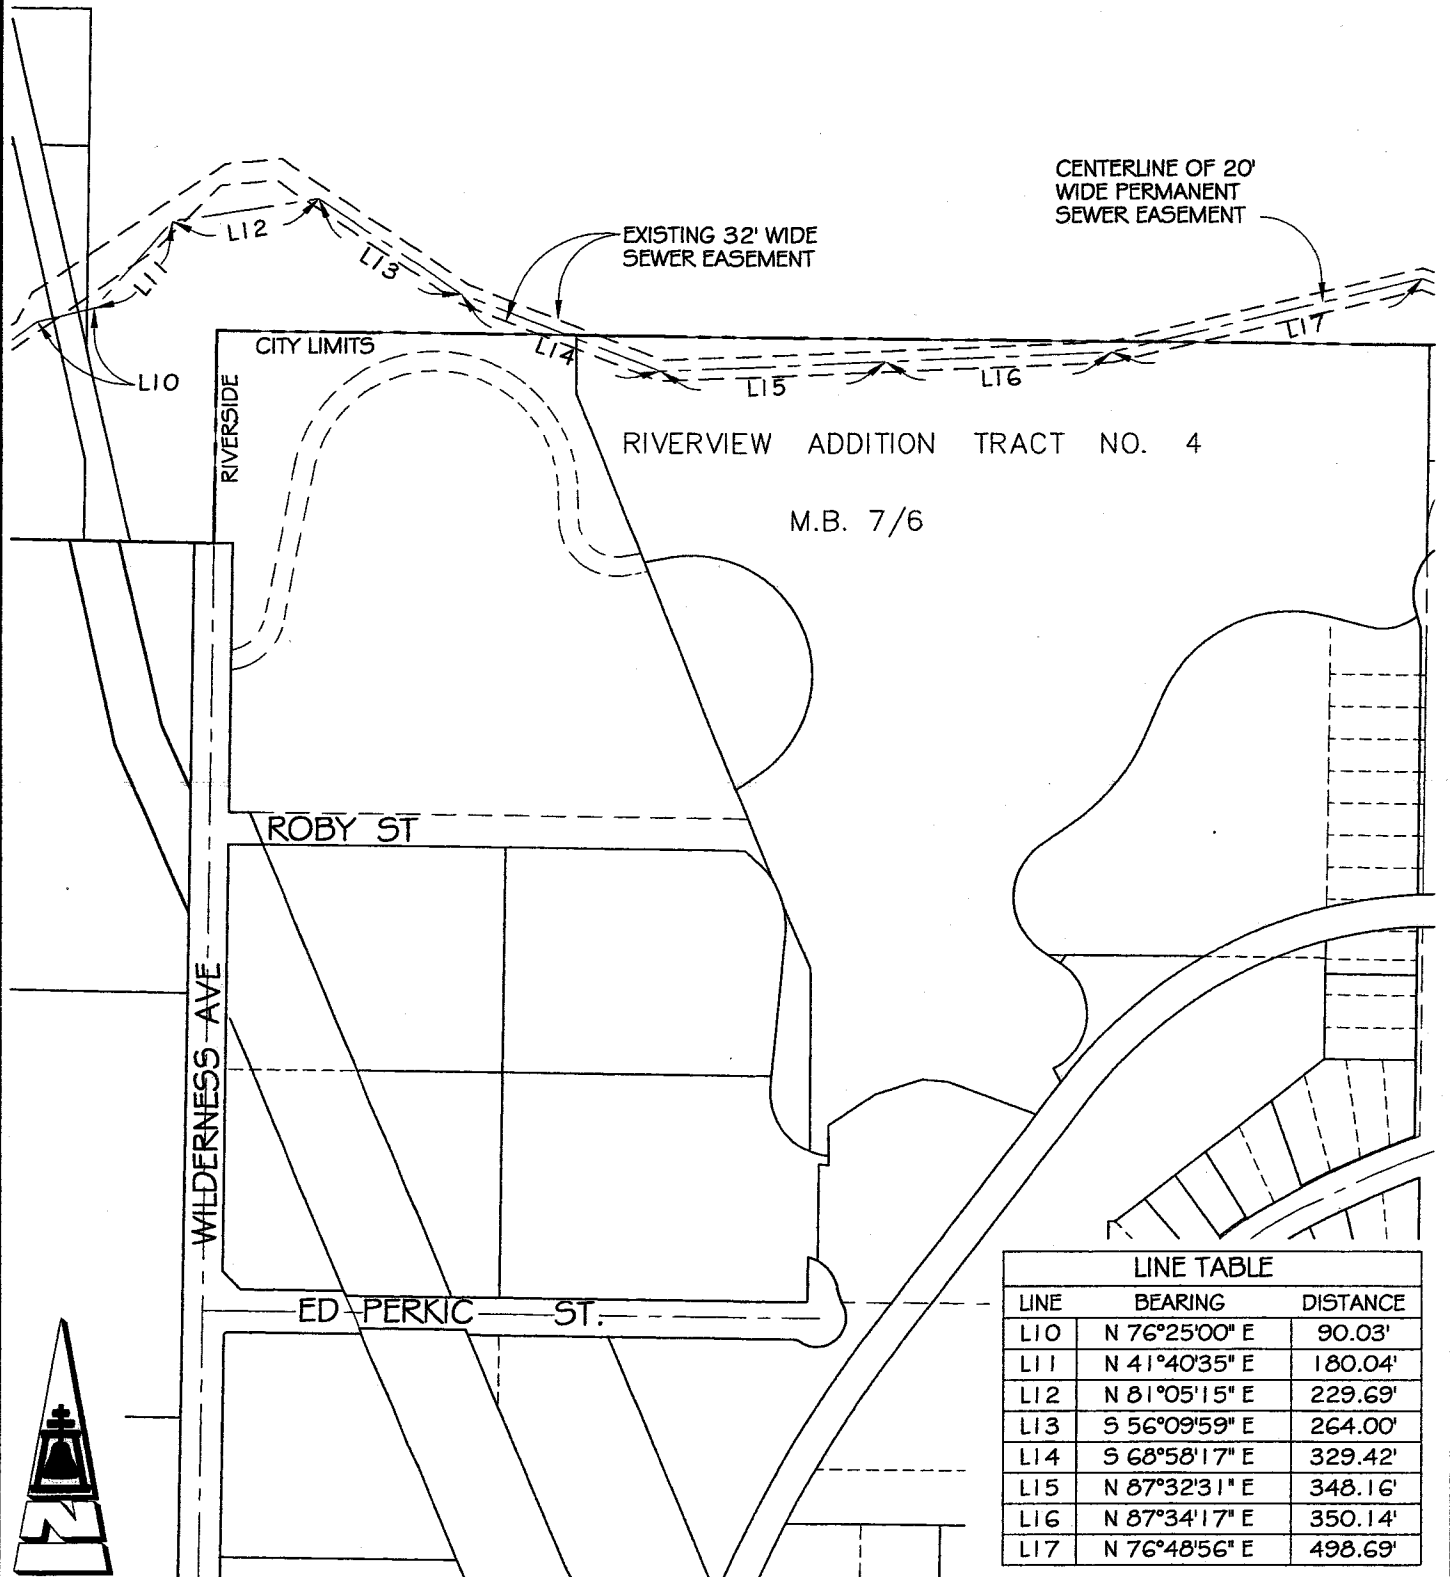 CENTERLINE OF 20'
WIDE PERMANENT
SEWER EASEMENT
EXISTING 32' WIDE
SEWER EASEMENT
L12
L13
L11
L17
L10
CITY LIMITS
L14
L15
L16
RIVERSIDE
RIVERVIEW ADDITION TRACT NO. 4
M.B. 7/6
ROBY ST
WILDERNESS AVE
ED PERKIC ST.
LINE TABLE
LINE BEARING DISTANCE
L10 N 76°25'00" E 90.03'
L11 N 41°40'35" E 180.04'
L12 N 81°05'15" E 229.69'
L13 S 56°09'59" E 264.00'
L14 S 68°58'17" E 329.42'
L15 N 87°32'31" E 348.16'
L16 N 87°34'17" E 350.14'
L17 N 76°48'56" E 498.69'
N